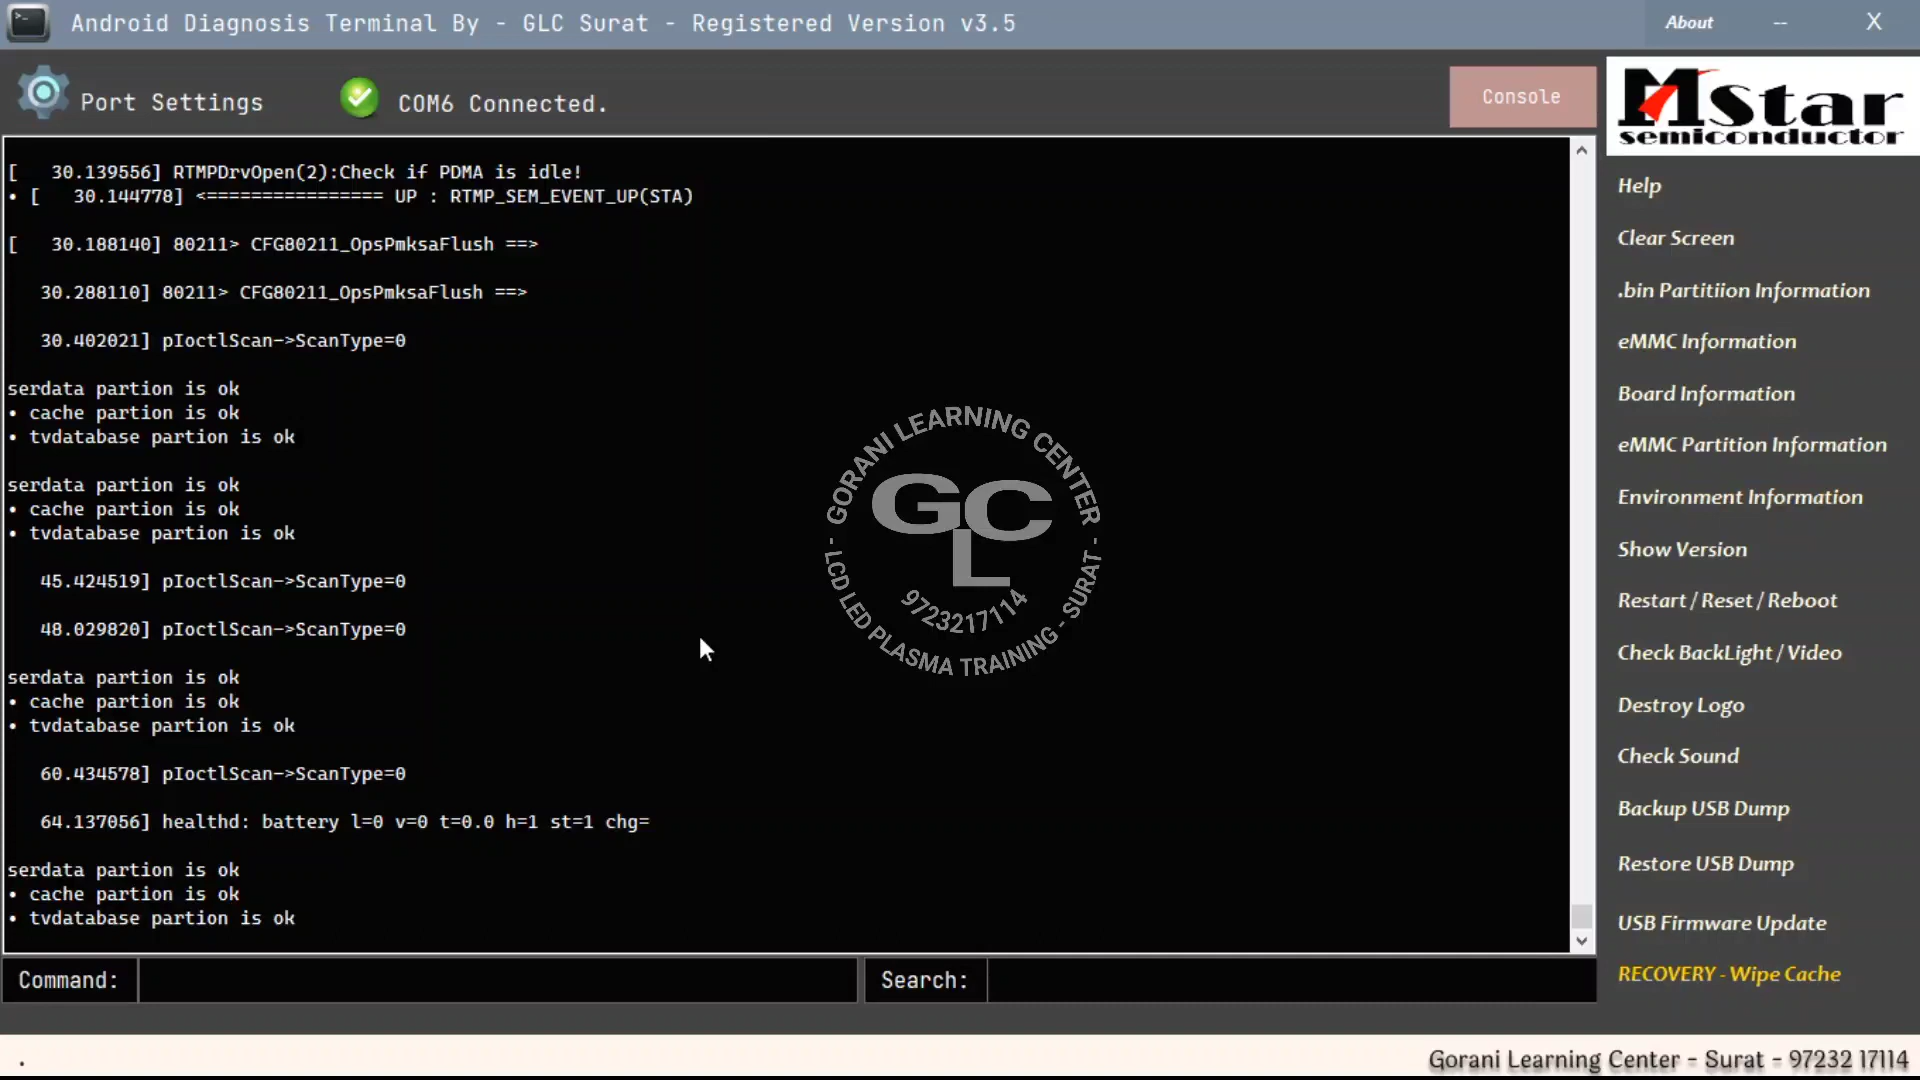 Android Diagnosis Terminal By - GLC Surat - Registered Version v3.5
About
--
X
Port Settings
COM6 Connected.
Console
MStar
semiconductor
[   30.139556] RTMPDrvOpen(2):Check if PDMA is idle!
• [   30.144778] <================ UP : RTMP_SEM_EVENT_UP(STA)
[   30.188140] 80211> CFG80211_OpsPmksaFlush ==>
30.288110] 80211> CFG80211_OpsPmksaFlush ==>
30.402021] pIoctlScan->ScanType=0
serdata partion is ok
• cache partion is ok
• tvdatabase partion is ok
serdata partion is ok
• cache partion is ok
• tvdatabase partion is ok
45.424519] pIoctlScan->ScanType=0
48.029820] pIoctlScan->ScanType=0
serdata partion is ok
• cache partion is ok
• tvdatabase partion is ok
60.434578] pIoctlScan->ScanType=0
64.137056] healthd: battery l=0 v=0 t=0.0 h=1 st=1 chg=
serdata partion is ok
• cache partion is ok
• tvdatabase partion is ok
GORANI LEARNING CENTER
GCL
9723217114
- LCD LED PLASMA TRAINING - SURAT -
Help
Clear Screen
.bin Partitiion Information
eMMC Information
Board Information
eMMC Partition Information
Environment Information
Show Version
Restart / Reset / Reboot
Check BackLight / Video
Destroy Logo
Check Sound
Backup USB Dump
Restore USB Dump
USB Firmware Update
RECOVERY - Wipe Cache
Command:
Search:
.
Gorani Learning Center - Surat - 97232 17114